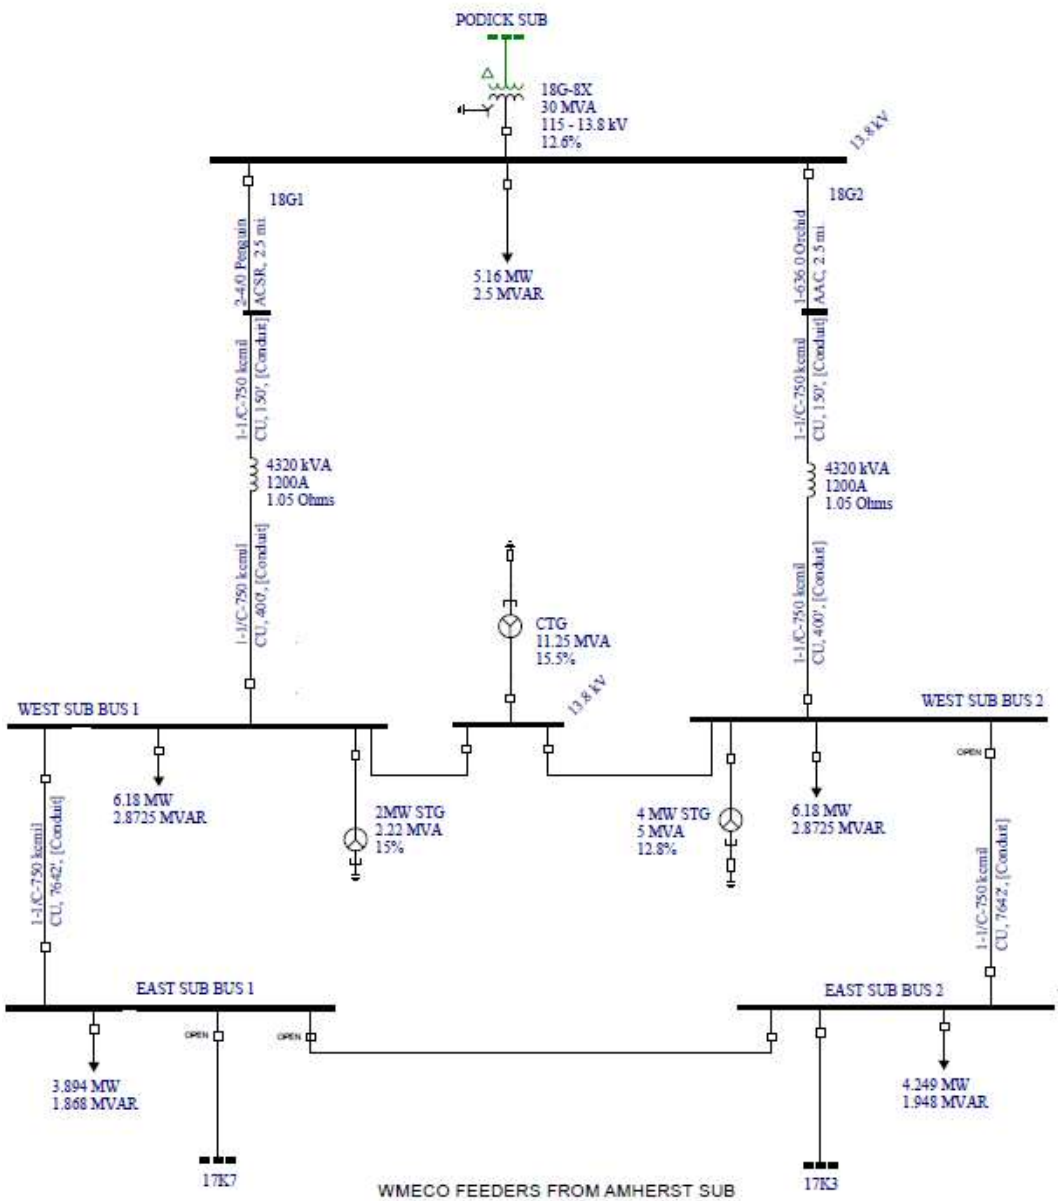 PODICK SUB
18G-8X
30 MVA
115 - 13.8 kV
12.6%
13.8 kV
18G1
18G2
2-4/0 Penguin
ACSR, 2.5 mi
5.16 MW
2.5 MVAR
1-636.0 Orchid
AAC, 2.5 mi
1-1/C-750 kcmil
CU, 150', [Conduit]
1-1/C-750 kcmil
CU, 150', [Conduit]
4320 kVA
1200A
1.05 Ohms
4320 kVA
1200A
1.05 Ohms
1-1/C-750 kcmil
CU, 400', [Conduit]
1-1/C-750 kcmil
CU, 400', [Conduit]
CTG
11.25 MVA
15.5%
13.8 kV
WEST SUB BUS 1
WEST SUB BUS 2
OPEN
6.18 MW
2.8725 MVAR
2MW STG
2.22 MVA
15%
4 MW STG
5 MVA
12.8%
6.18 MW
2.8725 MVAR
1-1/C-750 kcmil
CU, 7642', [Conduit]
1-1/C-750 kcmil
CU, 7642', [Conduit]
EAST SUB BUS 1
EAST SUB BUS 2
OPEN
OPEN
3.894 MW
1.868 MVAR
4.249 MW
1.948 MVAR
17K7
17K3
WMECO FEEDERS FROM AMHERST SUB